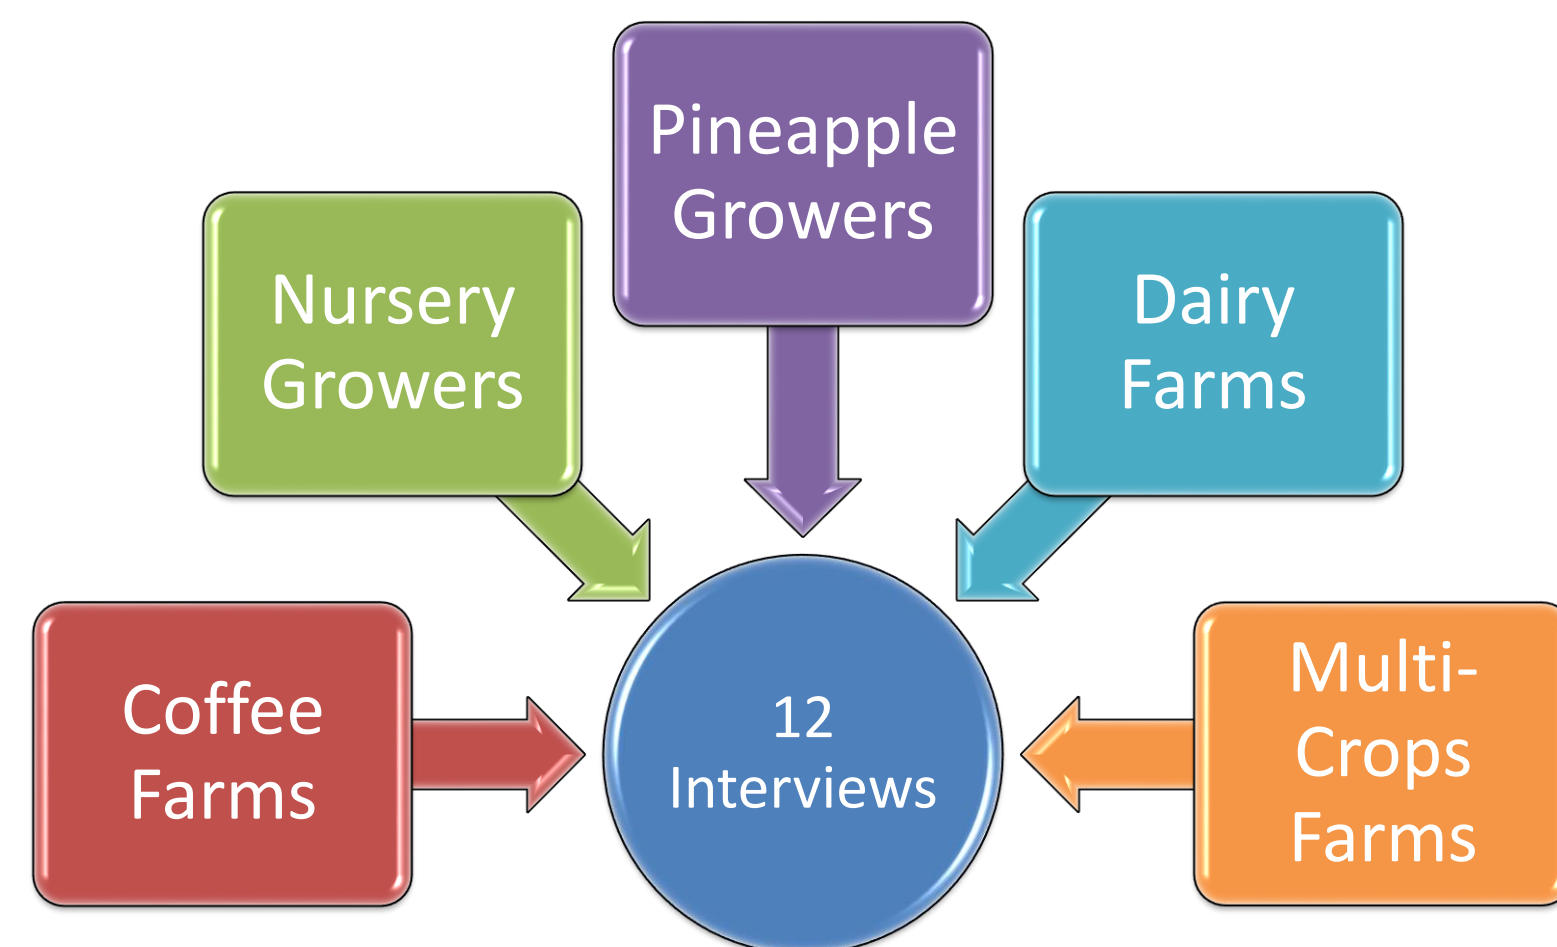 Pineapple
Growers
Nursery
Growers
Dairy
Farms
Coffee
Farms
12
Interviews
Multi-
Crops
Farms